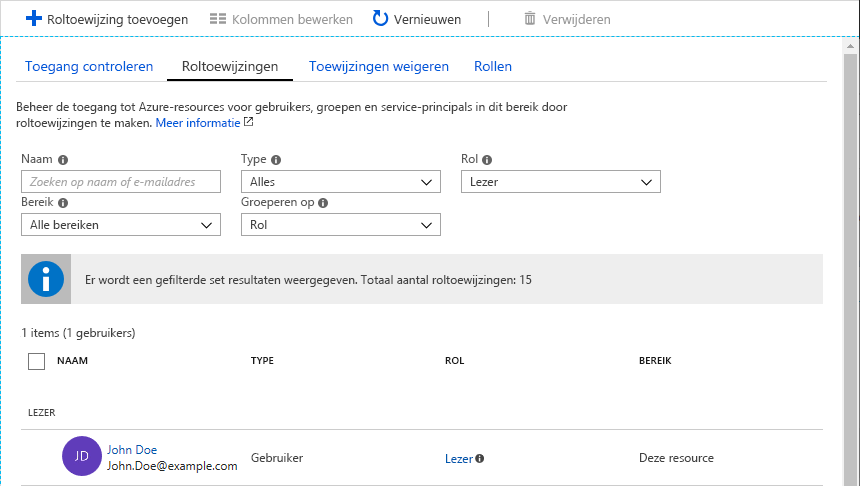 Roltoewijzing toevoegen Kolommen bewerken Vernieuwen Verwijderen
Toegang controleren Roltoewijzingen Toewijzingen weigeren Rollen
Beheer de toegang tot Azure-resources voor gebruikers, groepen en service-principals in dit bereik door
roltoewijzingen te maken. Meer informatie
Naam Type Rol
Zoeken op naam of e-mailadres Alles Lezer
Bereik Groeperen op
Alle bereiken Rol
Er wordt een gefilterde set resultaten weergegeven. Totaal aantal roltoewijzingen: 15
1 items (1 gebruikers)
NAAM TYPE ROL BEREIK
LEZER
JD John Doe
John.Doe@example.com Gebruiker Lezer Deze resource